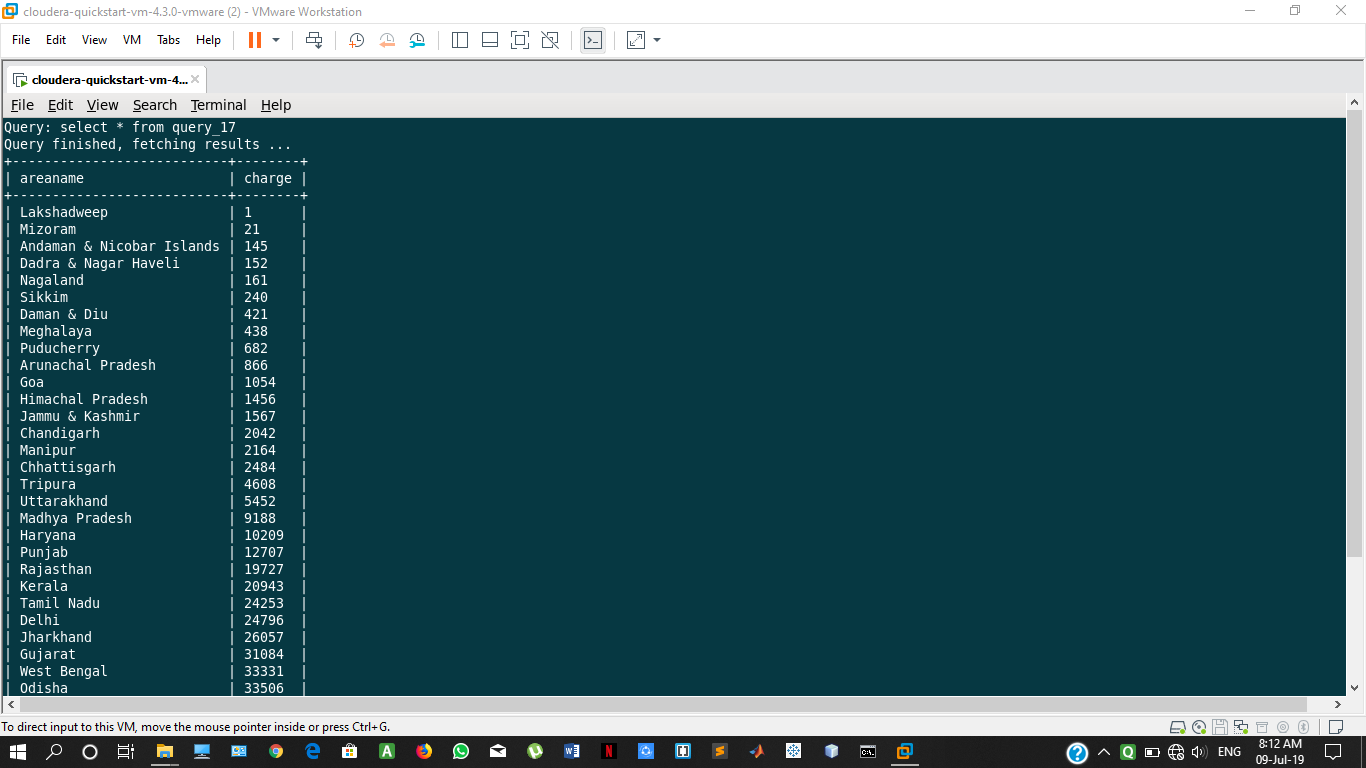 cloudera-quickstart-vm-4.3.0-vmware (2) - VMware Workstation
File Edit View VM Tabs Help
cloudera-quickstart-vm-4...
File Edit View Search Terminal Help
Query: select * from query_17
Query finished, fetching results ...
+---------------------------+--------+
| areaname                  | charge |
+---------------------------+--------+
| Lakshadweep               | 1      |
| Mizoram                   | 21     |
| Andaman & Nicobar Islands | 145    |
| Dadra & Nagar Haveli      | 152    |
| Nagaland                  | 161    |
| Sikkim                    | 240    |
| Daman & Diu               | 421    |
| Meghalaya                 | 438    |
| Puducherry                | 682    |
| Arunachal Pradesh         | 866    |
| Goa                       | 1054   |
| Himachal Pradesh          | 1456   |
| Jammu & Kashmir           | 1567   |
| Chandigarh                | 2042   |
| Manipur                   | 2164   |
| Chhattisgarh              | 2484   |
| Tripura                   | 4608   |
| Uttarakhand               | 5452   |
| Madhya Pradesh            | 9188   |
| Haryana                   | 10209  |
| Punjab                    | 12707  |
| Rajasthan                 | 19727  |
| Kerala                    | 20943  |
| Tamil Nadu                | 24253  |
| Delhi                     | 24796  |
| Jharkhand                 | 26057  |
| Gujarat                   | 31084  |
| West Bengal               | 33331  |
| Odisha                    | 33506  |
To direct input to this VM, move the mouse pointer inside or press Ctrl+G.
ENG
8:12 AM
09-Jul-19